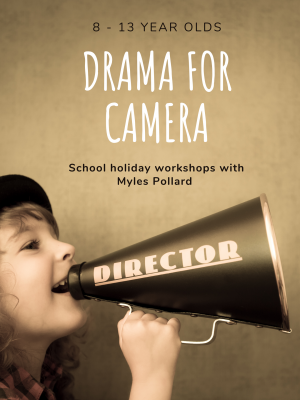 8 - 13 YEAR OLDS
DRAMA FOR
CAMERA
School holiday workshops with
Myles Pollard
DIRECTOR